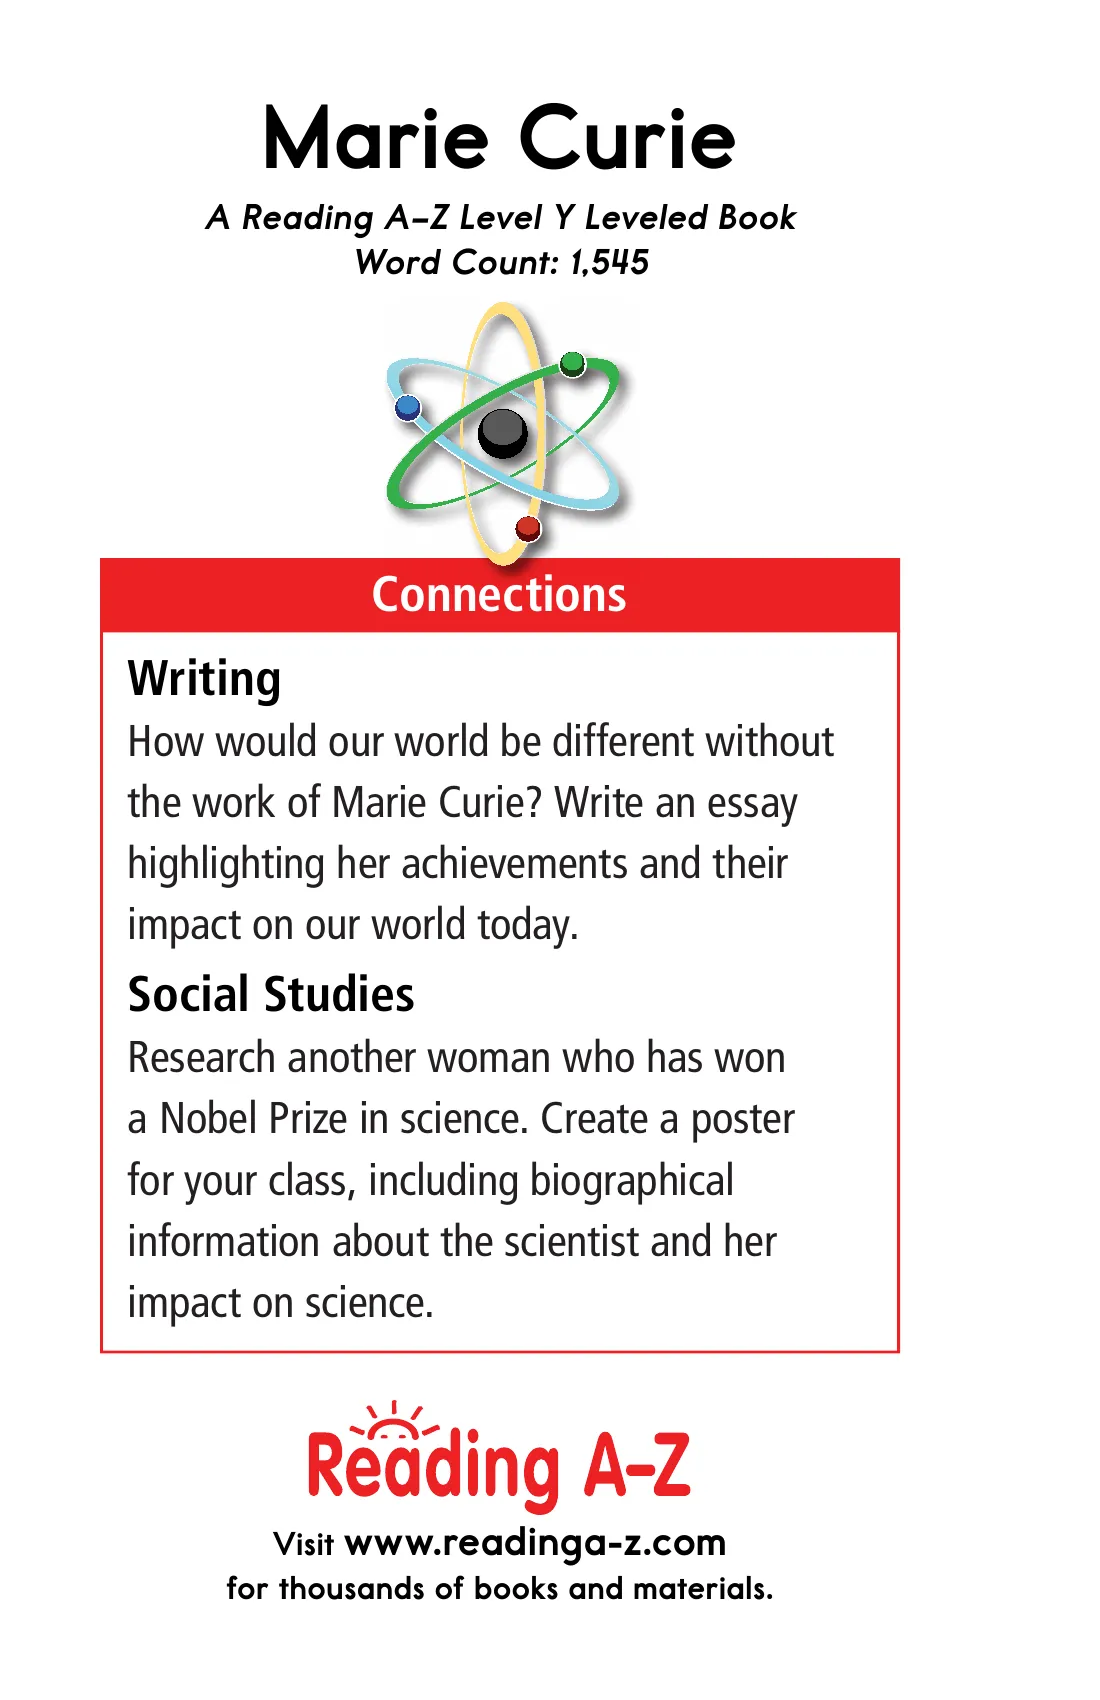 Marie Curie
A Reading A–Z Level Y Leveled Book
Word Count: 1,545
Connections
Writing
How would our world be different without
the work of Marie Curie? Write an essay
highlighting her achievements and their
impact on our world today.
Social Studies
Research another woman who has won
a Nobel Prize in science. Create a poster
for your class, including biographical
information about the scientist and her
impact on science.
Reading A–Z
Visit www.readinga-z.com
for thousands of books and materials.